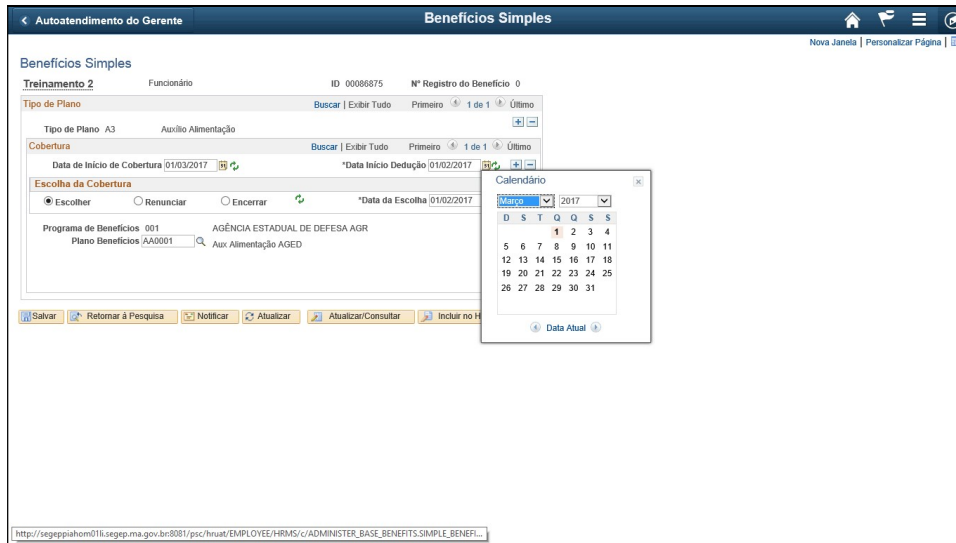 Autoatendimento do Gerente Benefícios Simples
Nova Janela | Personalizar Página |
Benefícios Simples
Treinamento 2 Funcionário ID 00086875 Nº Registro do Benefício 0
Tipo de Plano Buscar | Exibir Tudo Primeiro 1 de 1 Último
Tipo de Plano A3 Auxílio Alimentação
Cobertura Buscar | Exibir Tudo Primeiro 1 de 1 Último
Data de Início de Cobertura 01/03/2017 *Data Início Dedução 01/02/2017
Escolha da Cobertura
Escolher Renunciar Encerrar *Data da Escolha 01/02/2017
Programa de Benefícios 001 AGÊNCIA ESTADUAL DE DEFESA AGR
Plano Benefícios AA0001 Aux Alimentação AGED
Calendário
Março 2017
D S T Q Q S S
1 2 3 4
5 6 7 8 9 10 11
12 13 14 15 16 17 18
19 20 21 22 23 24 25
26 27 28 29 30 31
Data Atual
Salvar Retornar à Pesquisa Notificar Atualizar Atualizar/Consultar Incluir no H
http://segeppiahom01li.segep.ma.gov.br:8081/psc/hruat/EMPLOYEE/HRMS/c/ADMINISTER_BASE_BENEFITS.SIMPLE_BENEFI...